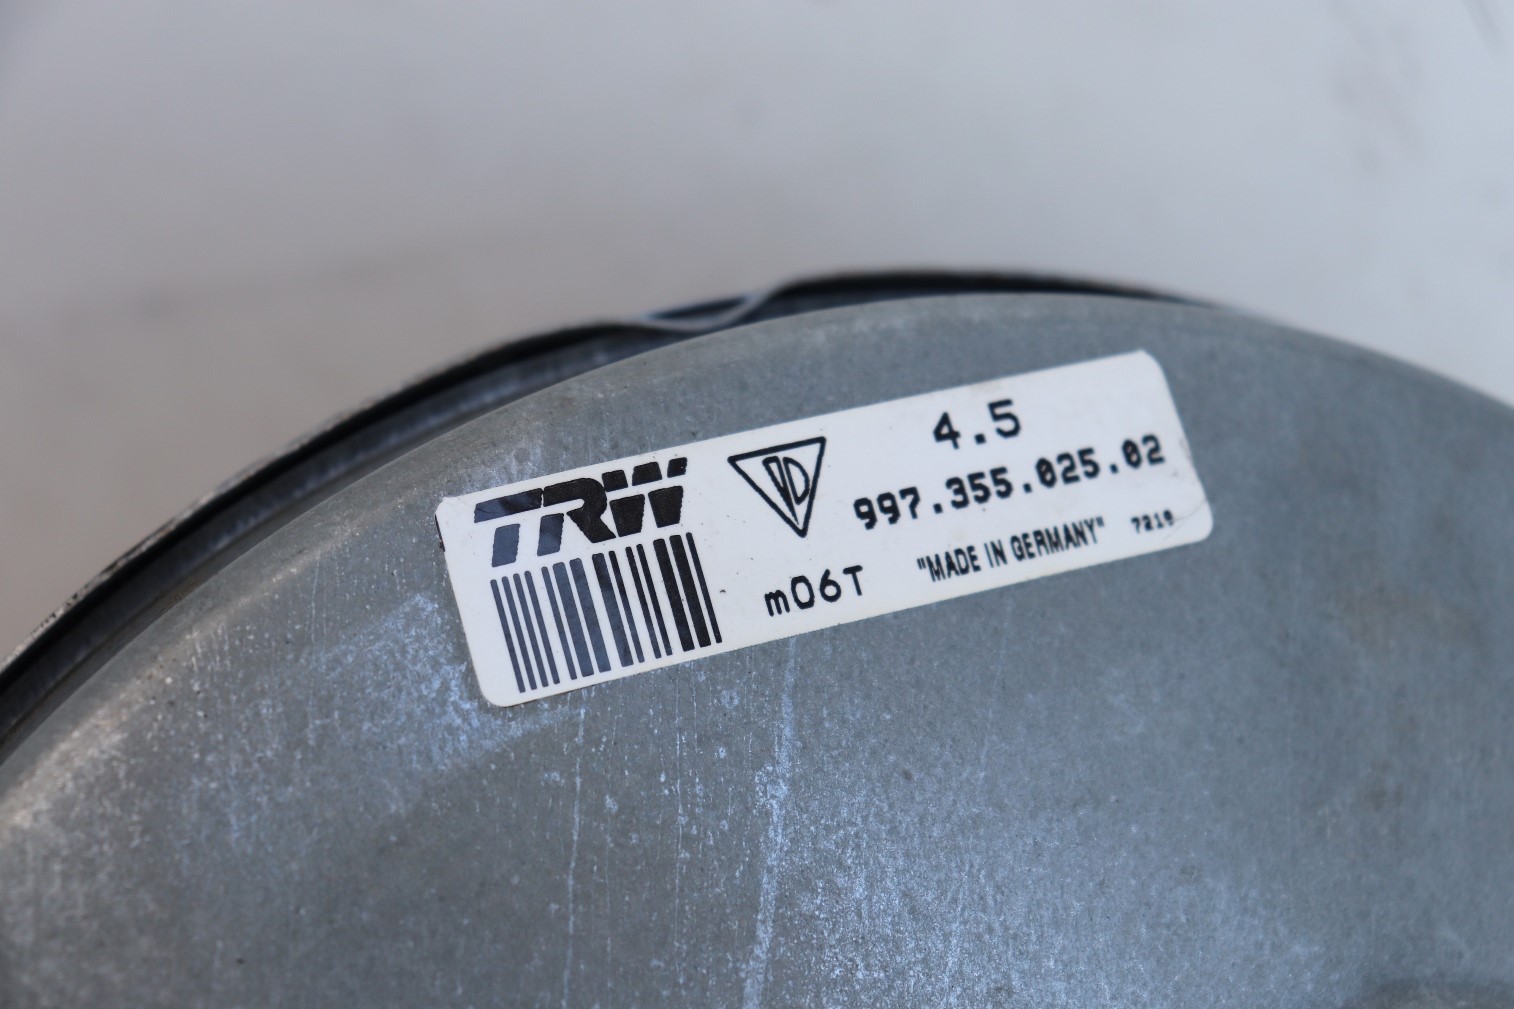 TRW
4.5
997.355.025.02
m06T
"MADE IN GERMANY"
7219